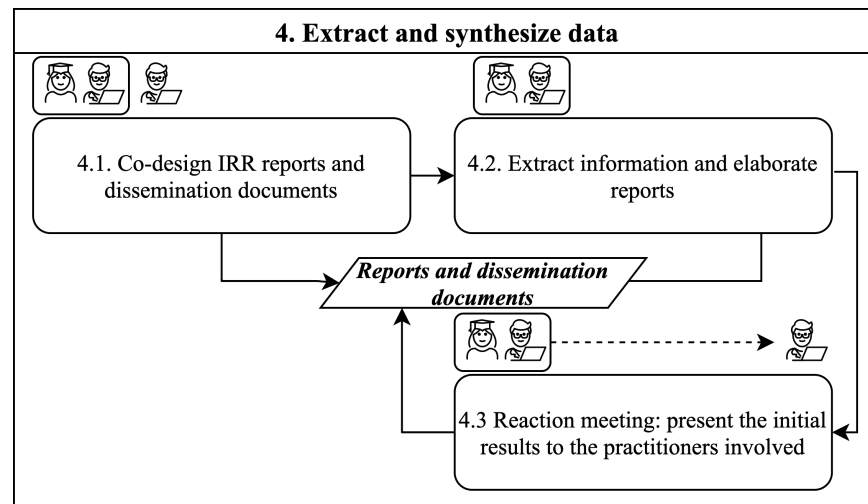 4. Extract and synthesize data
4.1. Co-design IRR reports and
dissemination documents
4.2. Extract information and elaborate
reports
Reports and dissemination
documents
4.3 Reaction meeting: present the initial
results to the practitioners involved